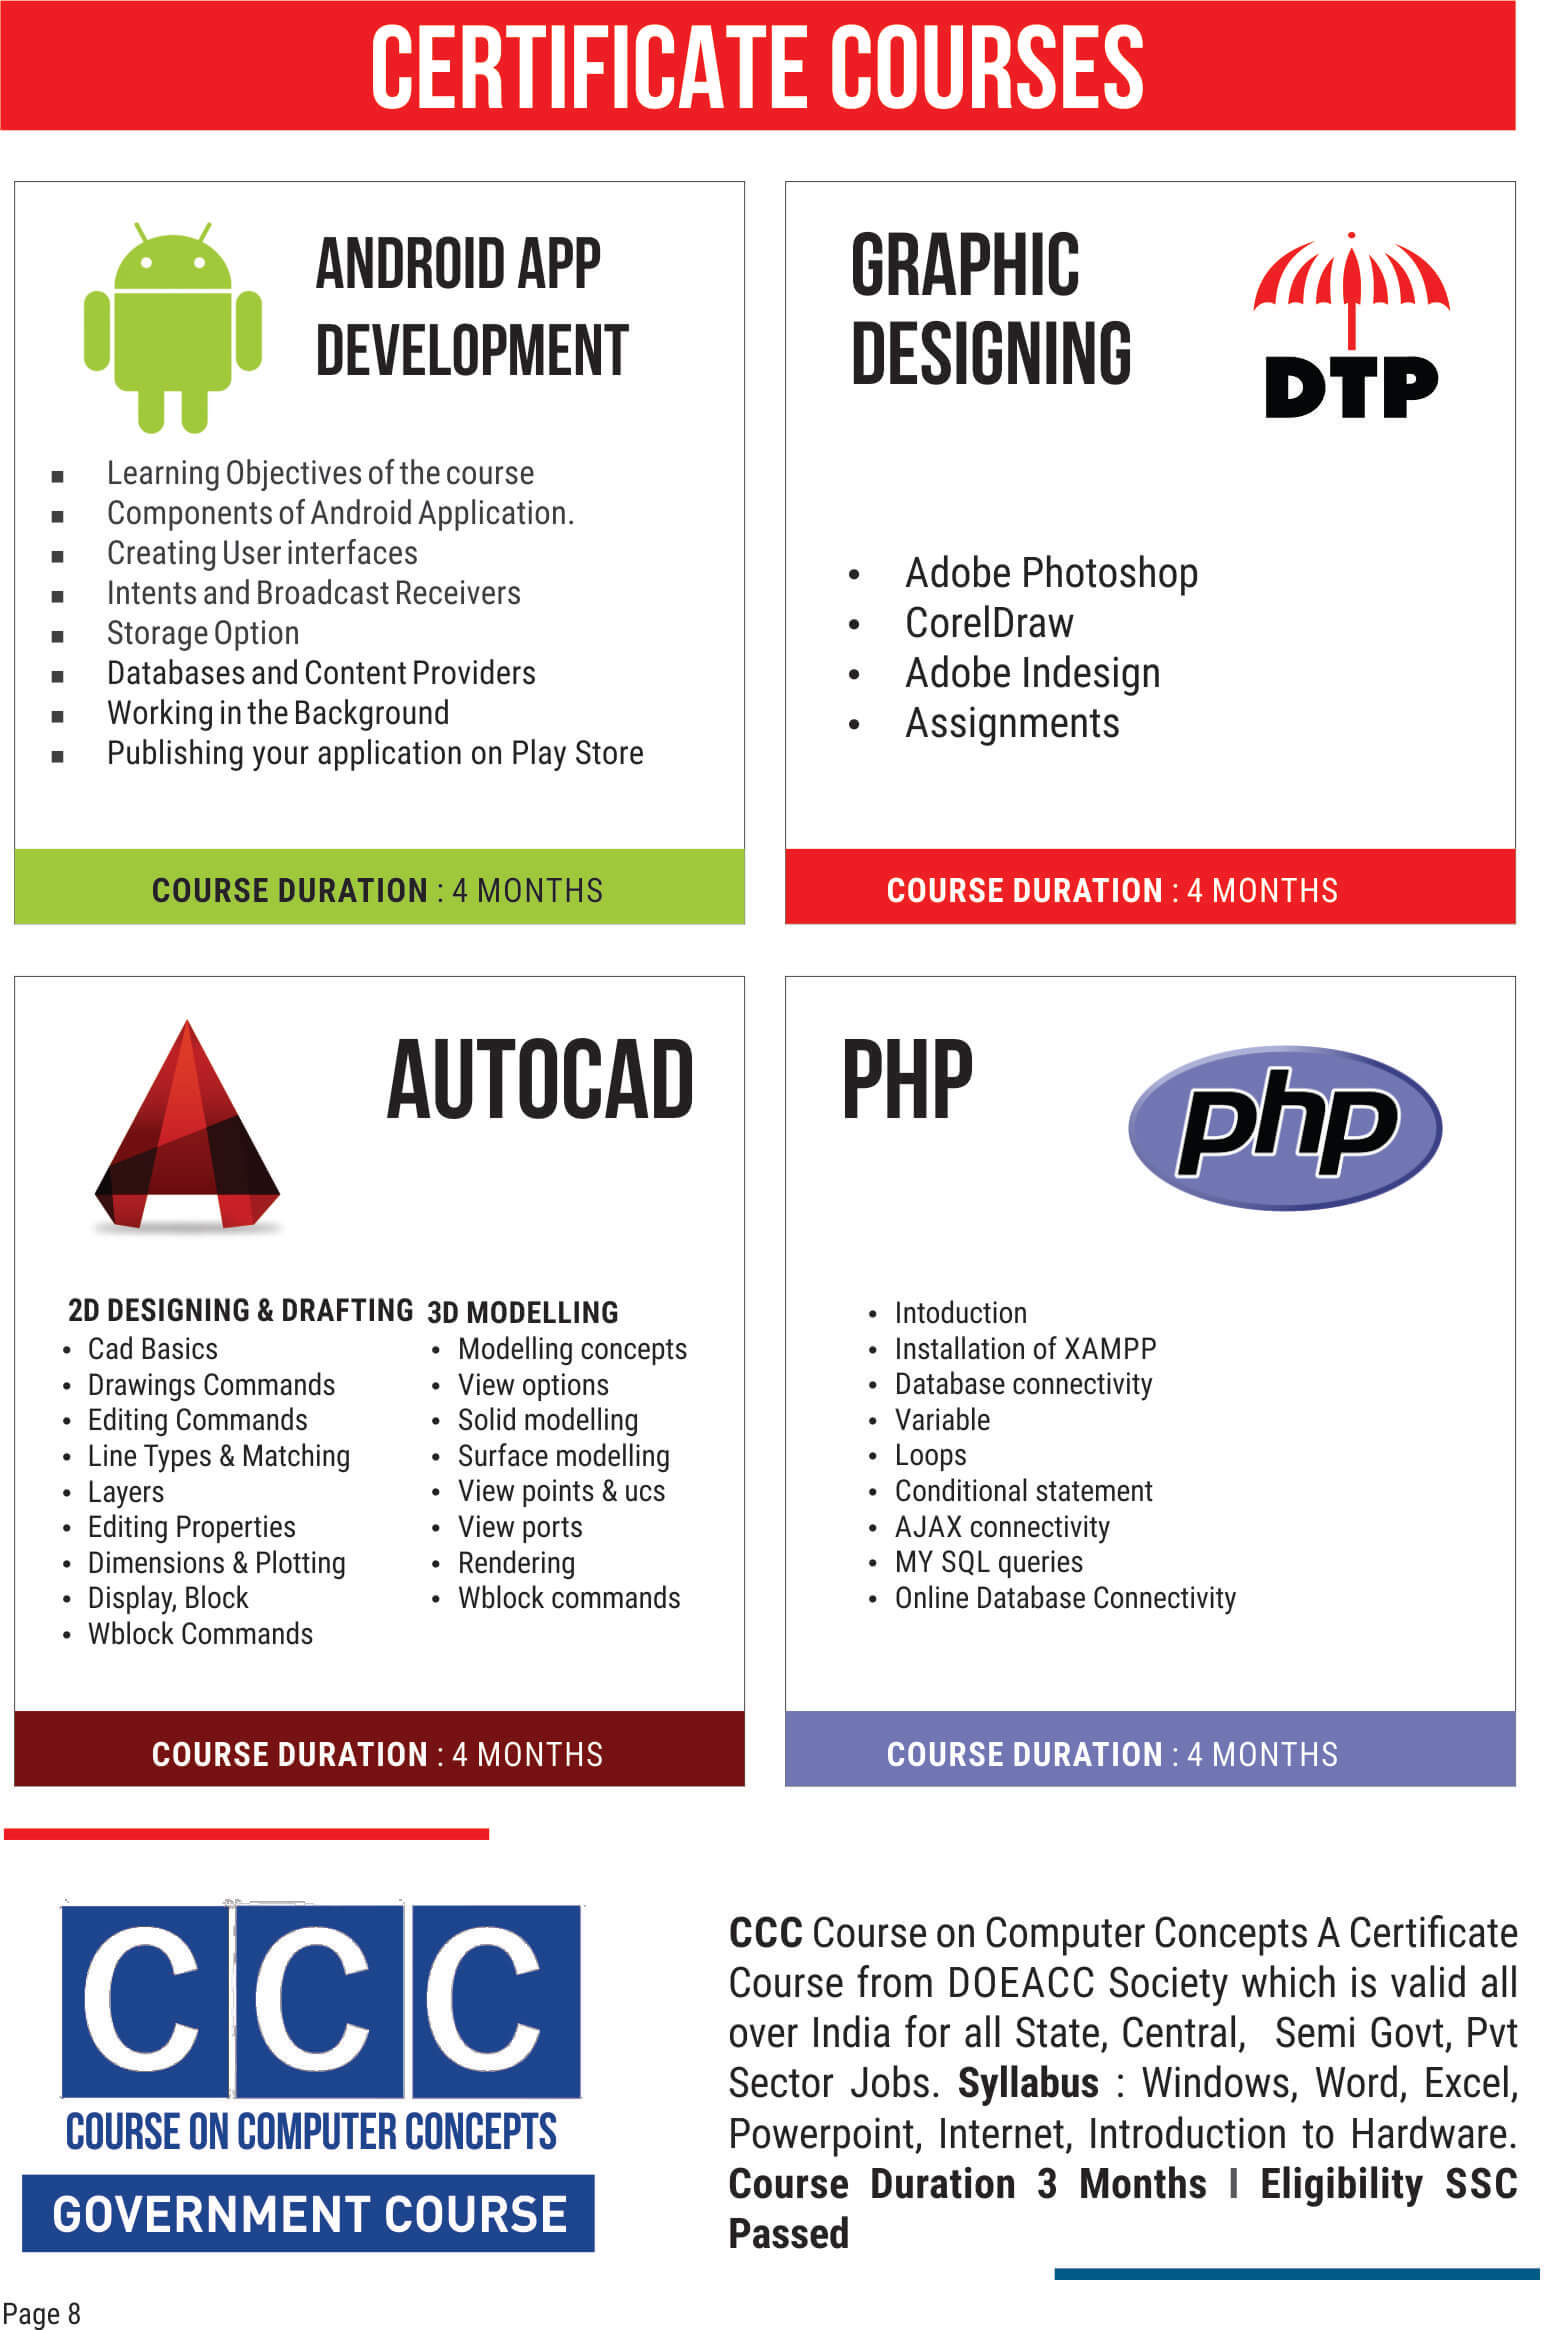 CERTIFICATE COURSES
ANDROID APP
DEVELOPMENT
Learning Objectives of the course
Components of Android Application.
Creating User interfaces
Intents and Broadcast Receivers
Storage Option
Databases and Content Providers
Working in the Background
Publishing your application on Play Store
COURSE DURATION : 4 MONTHS
GRAPHIC
DESIGNING
DTP
• Adobe Photoshop
• CorelDraw
• Adobe Indesign
• Assignments
COURSE DURATION : 4 MONTHS
AUTOCAD
2D DESIGNING & DRAFTING
• Cad Basics
• Drawings Commands
• Editing Commands
• Line Types & Matching
• Layers
• Editing Properties
• Dimensions & Plotting
• Display, Block
• Wblock Commands
3D MODELLING
• Modelling concepts
• View options
• Solid modelling
• Surface modelling
• View points & ucs
• View ports
• Rendering
• Wblock commands
COURSE DURATION : 4 MONTHS
PHP
php
• Intoduction
• Installation of XAMPP
• Database connectivity
• Variable
• Loops
• Conditional statement
• AJAX connectivity
• MY SQL queries
• Online Database Connectivity
COURSE DURATION : 4 MONTHS
CCC
COURSE ON COMPUTER CONCEPTS
GOVERNMENT COURSE
CCC Course on Computer Concepts A Certificate
Course from DOEACC Society which is valid all
over India for all State, Central, Semi Govt, Pvt
Sector Jobs. Syllabus : Windows, Word, Excel,
Powerpoint, Internet, Introduction to Hardware.
Course Duration 3 Months I Eligibility SSC
Passed
Page 8